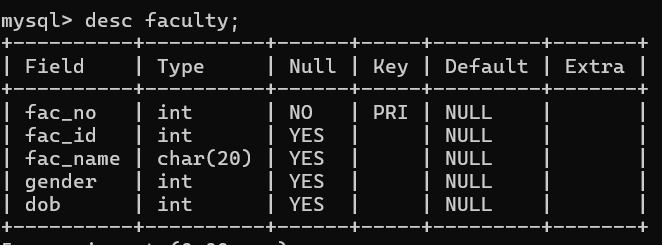 mysql> desc faculty;
+----------+----------+------+-----+---------+-------+
| Field    | Type     | Null | Key | Default | Extra |
+----------+----------+------+-----+---------+-------+
| fac_no   | int      | NO   | PRI | NULL    |       |
| fac_id   | int      | YES  |     | NULL    |       |
| fac_name | char(20) | YES  |     | NULL    |       |
| gender   | int      | YES  |     | NULL    |       |
| dob      | int      | YES  |     | NULL    |       |
+----------+----------+------+-----+---------+-------+